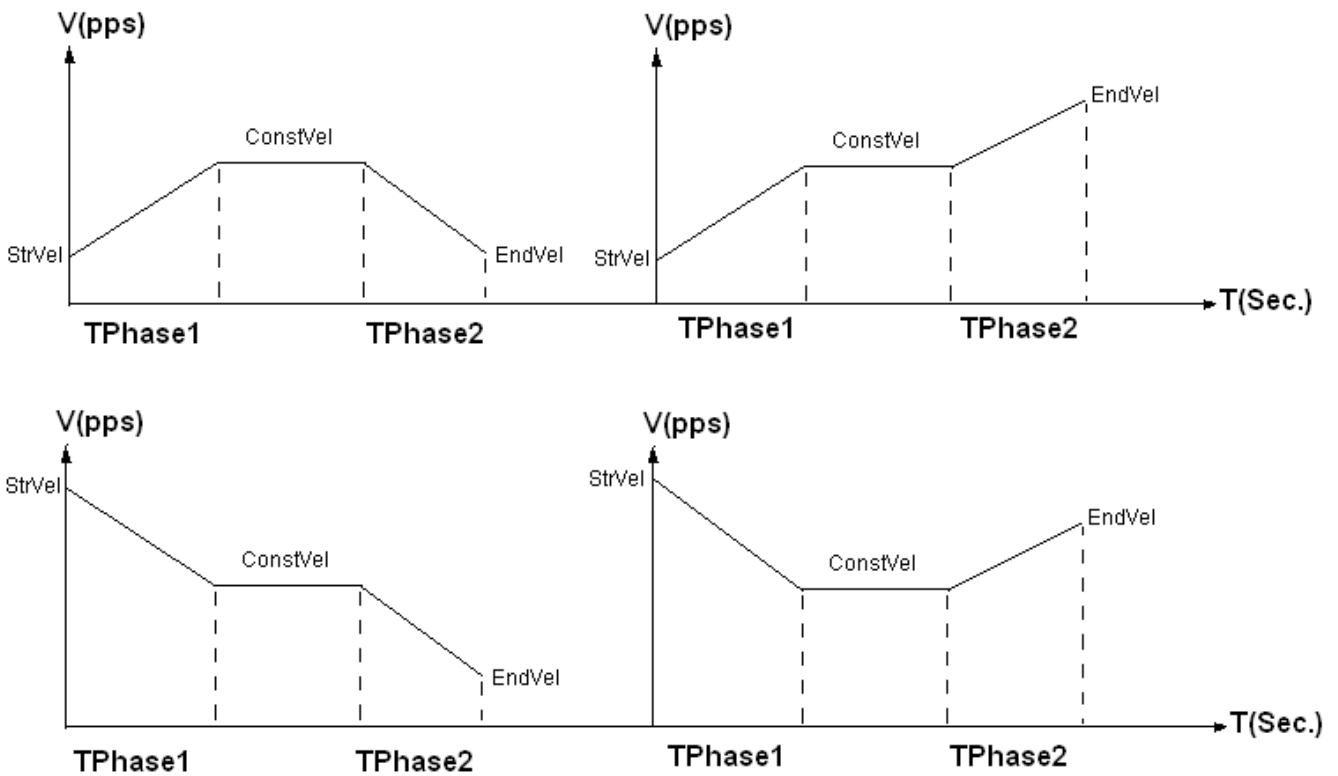 V(pps)
ConstVel
StrVel
EndVel
TPhase1
TPhase2
V(pps)
EndVel
ConstVel
StrVel
T(Sec.)
TPhase1
TPhase2
V(pps)
StrVel
ConstVel
EndVel
TPhase1
TPhase2
V(pps)
StrVel
EndVel
ConstVel
T(Sec.)
TPhase1
TPhase2